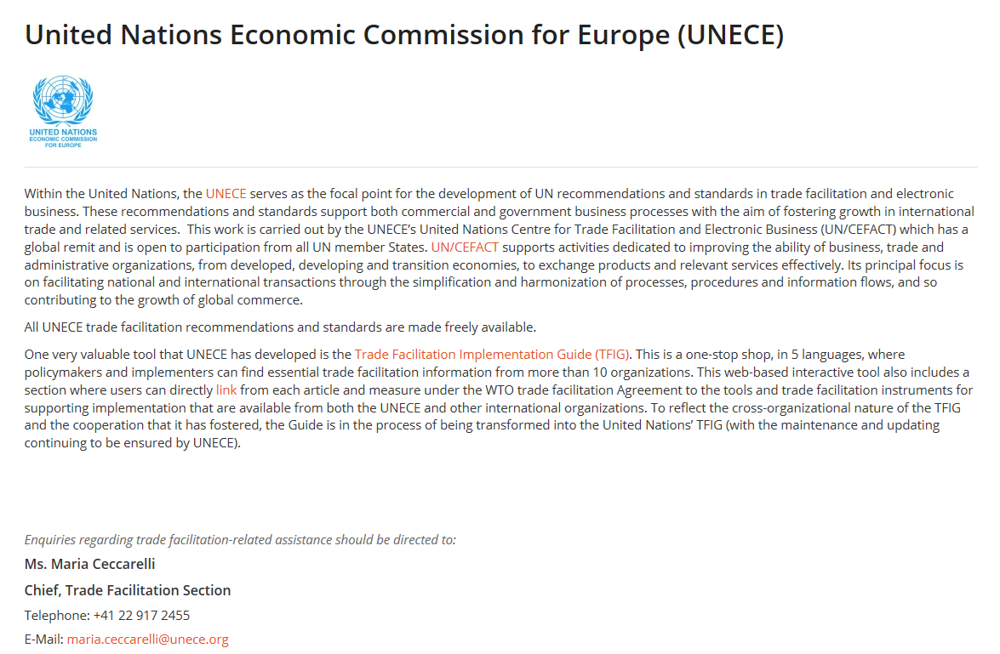 United Nations Economic Commission for Europe (UNECE)
UNITED NATIONS
ECONOMIC COMMISSION
FOR EUROPE
Within the United Nations, the UNECE serves as the focal point for the development of UN recommendations and standards in trade facilitation and electronic
business. These recommendations and standards support both commercial and government business processes with the aim of fostering growth in international
trade and related services.  This work is carried out by the UNECE’s United Nations Centre for Trade Facilitation and Electronic Business (UN/CEFACT) which has a
global remit and is open to participation from all UN member States. UN/CEFACT supports activities dedicated to improving the ability of business, trade and
administrative organizations, from developed, developing and transition economies, to exchange products and relevant services effectively. Its principal focus is
on facilitating national and international transactions through the simplification and harmonization of processes, procedures and information flows, and so
contributing to the growth of global commerce.
All UNECE trade facilitation recommendations and standards are made freely available.
One very valuable tool that UNECE has developed is the Trade Facilitation Implementation Guide (TFIG). This is a one-stop shop, in 5 languages, where
policymakers and implementers can find essential trade facilitation information from more than 10 organizations. This web-based interactive tool also includes a
section where users can directly link from each article and measure under the WTO trade facilitation Agreement to the tools and trade facilitation instruments for
supporting implementation that are available from both the UNECE and other international organizations. To reflect the cross-organizational nature of the TFIG
and the cooperation that it has fostered, the Guide is in the process of being transformed into the United Nations’ TFIG (with the maintenance and updating
continuing to be ensured by UNECE).
Enquiries regarding trade facilitation-related assistance should be directed to:
Ms. Maria Ceccarelli
Chief, Trade Facilitation Section
Telephone: +41 22 917 2455
E-Mail: maria.ceccarelli@unece.org